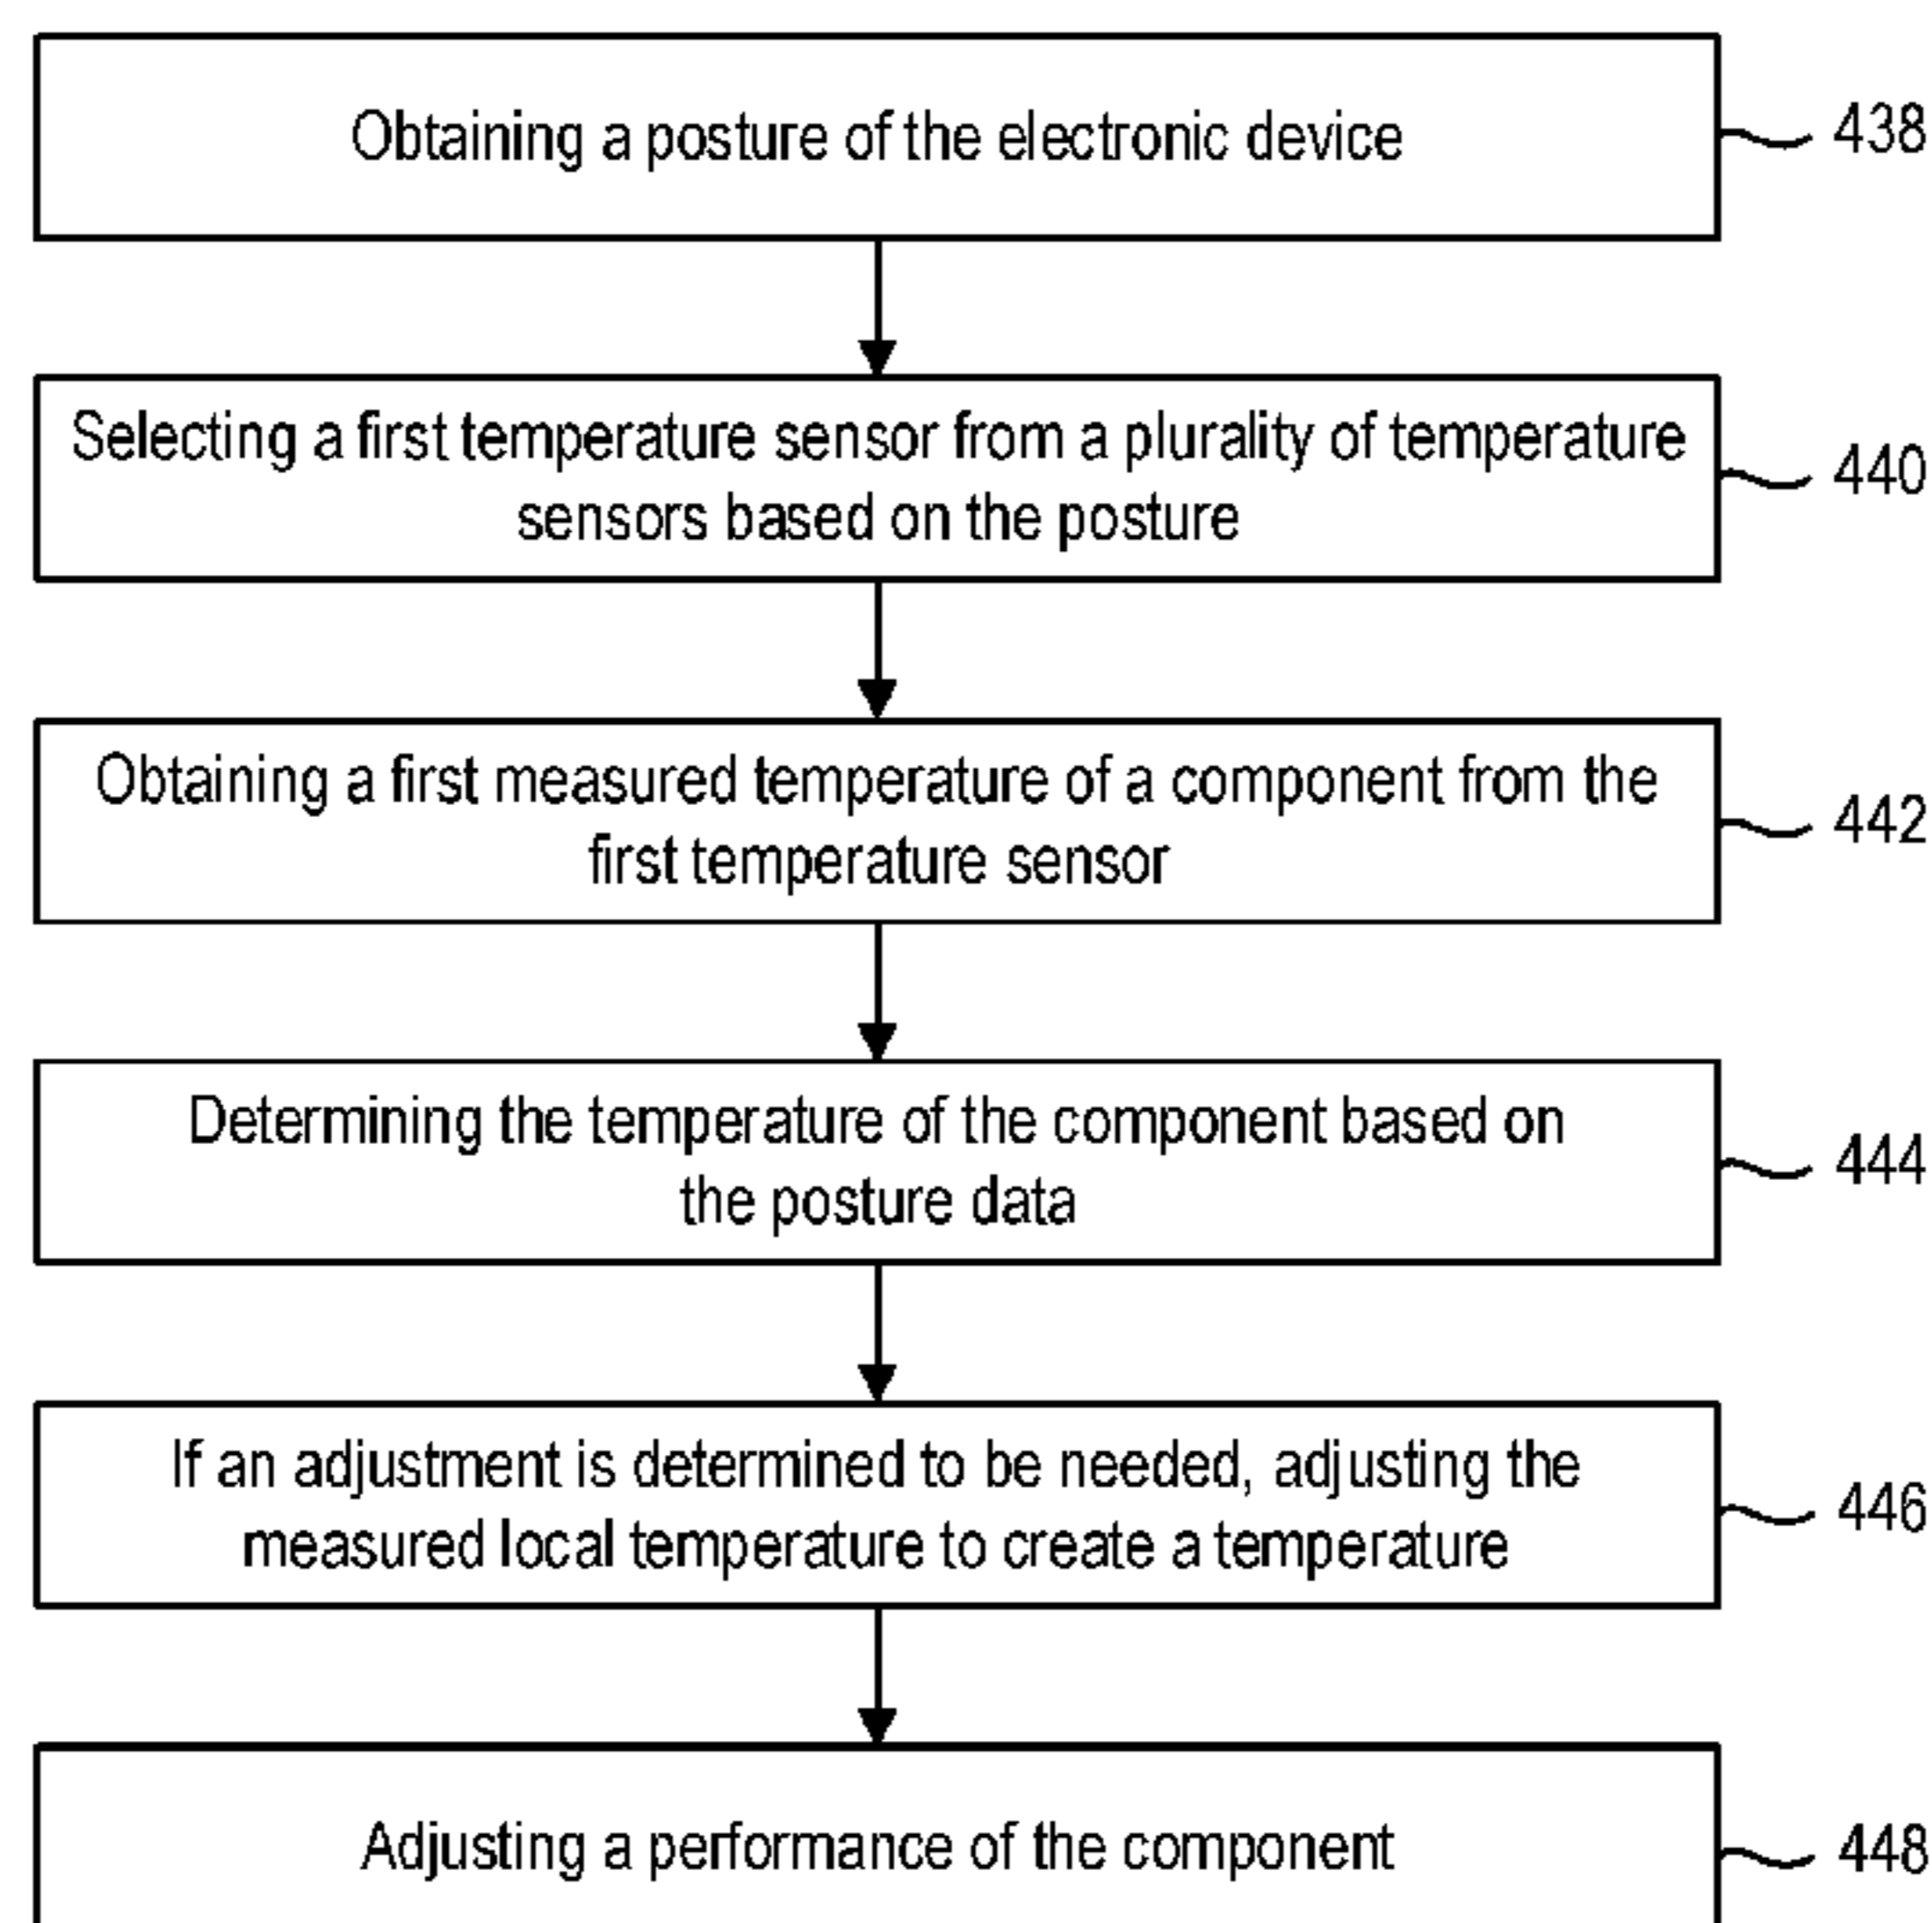 Obtaining a posture of the electronic device
438
Selecting a first temperature sensor from a plurality of temperature
sensors based on the posture
440
Obtaining a first measured temperature of a component from the
first temperature sensor
442
Determining the temperature of the component based on
the posture data
444
If an adjustment is determined to be needed, adjusting the
measured local temperature to create a temperature
446
Adjusting a performance of the component
448